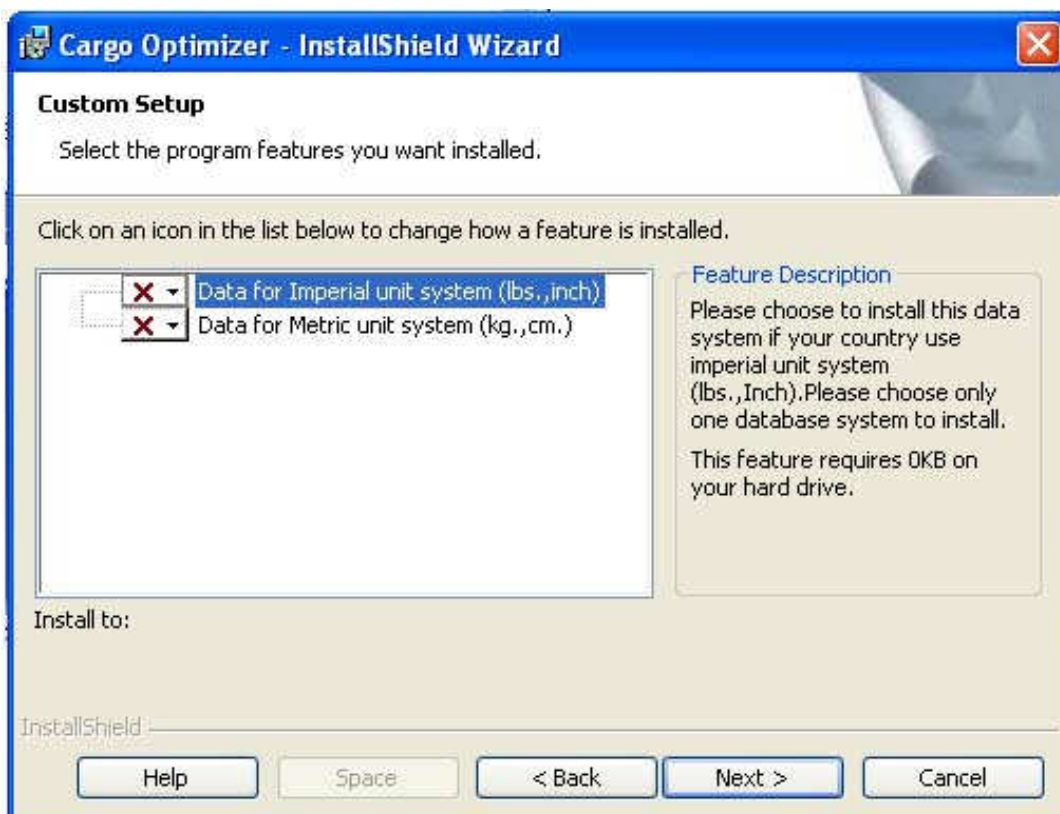 Cargo Optimizer - InstallShield Wizard
Custom Setup
Select the program features you want installed.
Click on an icon in the list below to change how a feature is installed.
Data for Imperial unit system (lbs.,inch)
Data for Metric unit system (kg.,cm.)
Feature Description
Please choose to install this data
system if your country use
imperial unit system
(lbs.,Inch).Please choose only
one database system to install.
This feature requires 0KB on
your hard drive.
Install to:
InstallShield
Help
Space
< Back
Next >
Cancel